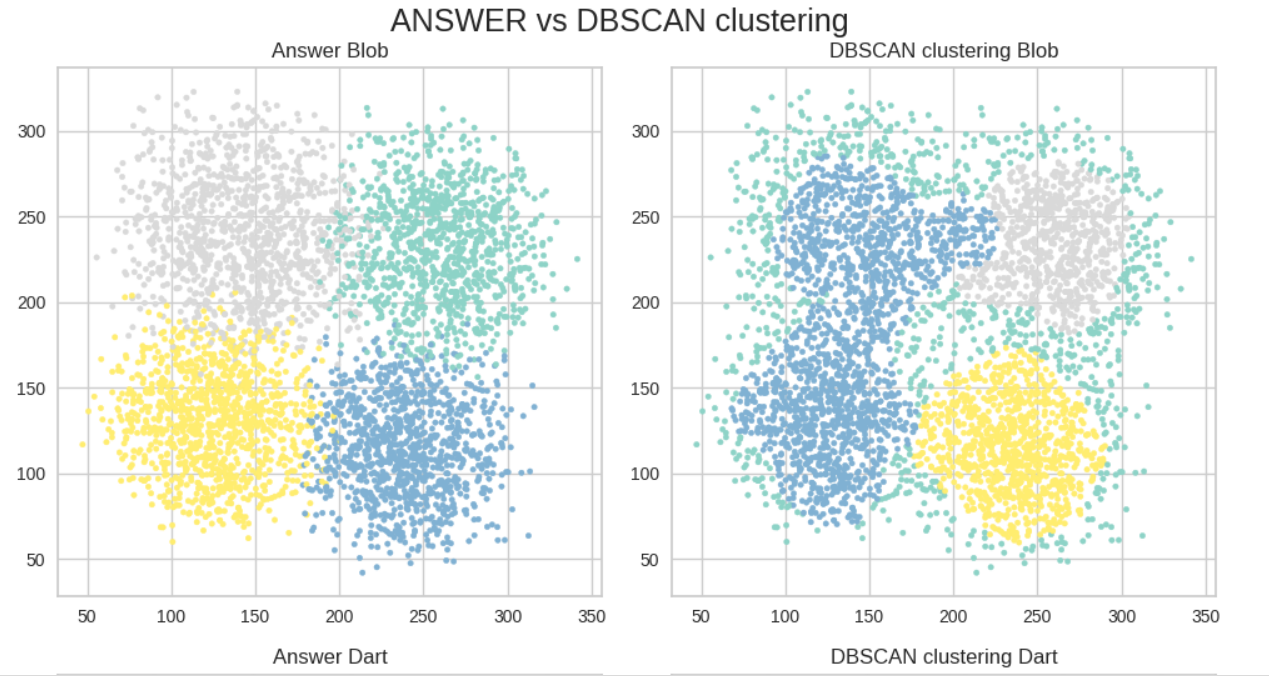 ANSWER vs DBSCAN clustering
Answer Blob
DBSCAN clustering Blob
300
250
200
150
100
50
50 100 150 200 250 300 350
300
250
200
150
100
50
50 100 150 200 250 300 350
Answer Dart
DBSCAN clustering Dart